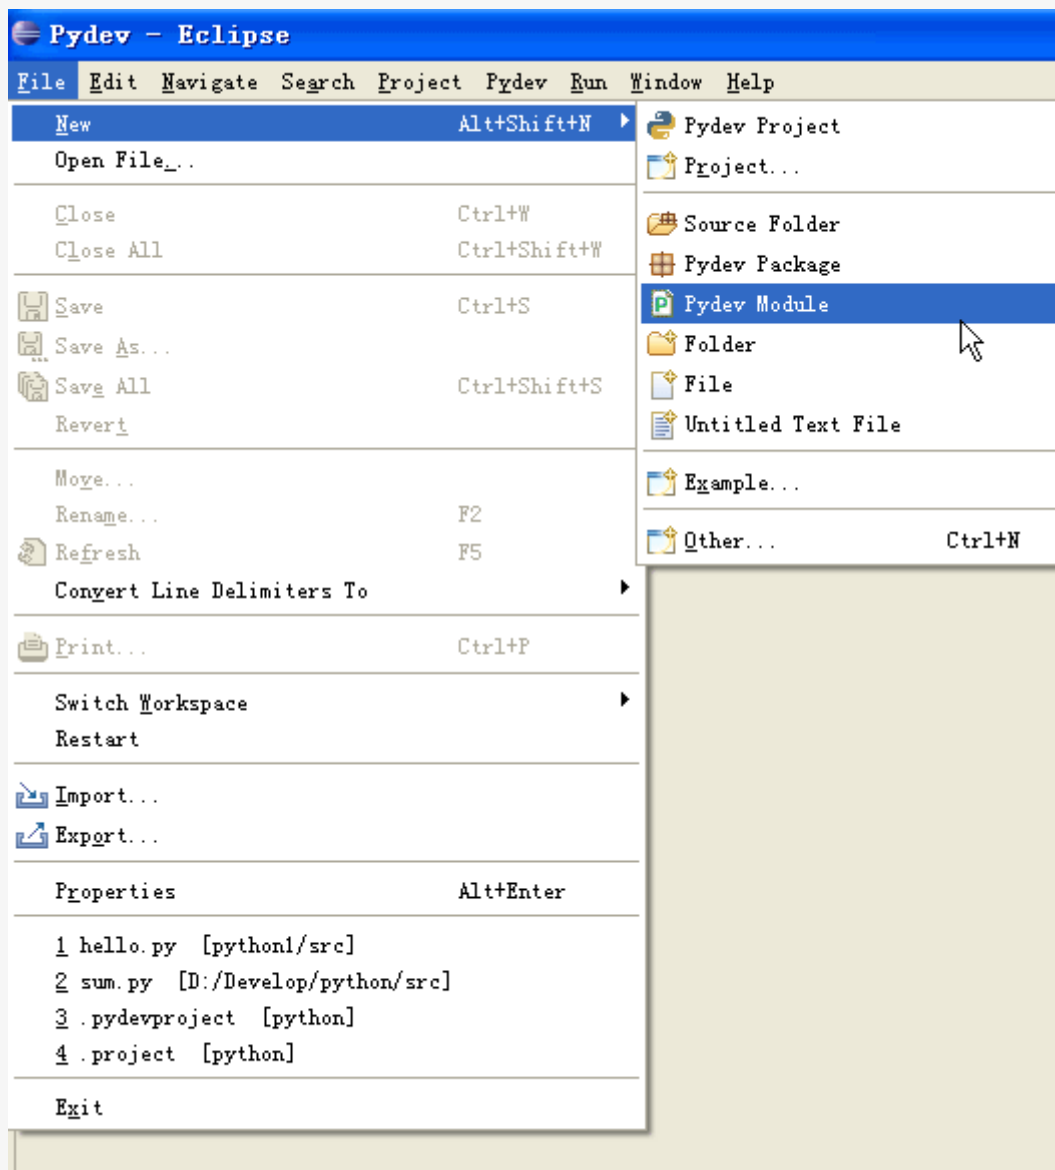 Pydev - Eclipse
File Edit Navigate Search Project Pydev Run Window Help
New Alt+Shift+N
Open File...
Close Ctrl+W
Close All Ctrl+Shift+W
Save Ctrl+S
Save As...
Save All Ctrl+Shift+S
Revert
Move...
Rename... F2
Refresh F5
Convert Line Delimiters To
Print... Ctrl+P
Switch Workspace
Restart
Import...
Export...
Properties Alt+Enter
1 hello.py [python1/src]
2 sum.py [D:/Develop/python/src]
3 .pydevproject [python]
4 .project [python]
Exit
Pydev Project
Project...
Source Folder
Pydev Package
Pydev Module
Folder
File
Untitled Text File
Example...
Other... Ctrl+N